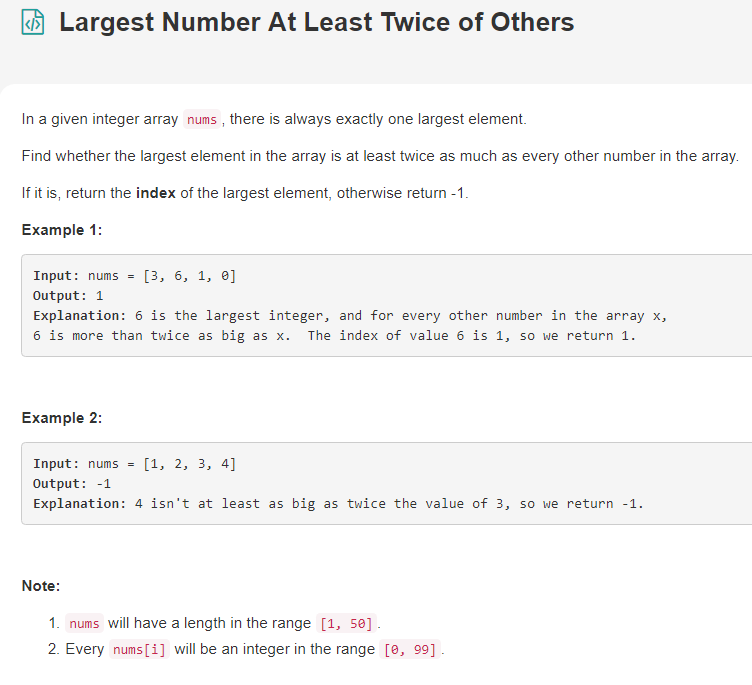 Largest Number At Least Twice of Others
In a given integer array nums, there is always exactly one largest element.
Find whether the largest element in the array is at least twice as much as every other number in the array.
If it is, return the index of the largest element, otherwise return -1.
Example 1:
Input: nums = [3, 6, 1, 0]
Output: 1
Explanation: 6 is the largest integer, and for every other number in the array x,
6 is more than twice as big as x.  The index of value 6 is 1, so we return 1.
Example 2:
Input: nums = [1, 2, 3, 4]
Output: -1
Explanation: 4 isn't at least as big as twice the value of 3, so we return -1.
Note:
1. nums will have a length in the range [1, 50].
2. Every nums[i] will be an integer in the range [0, 99].